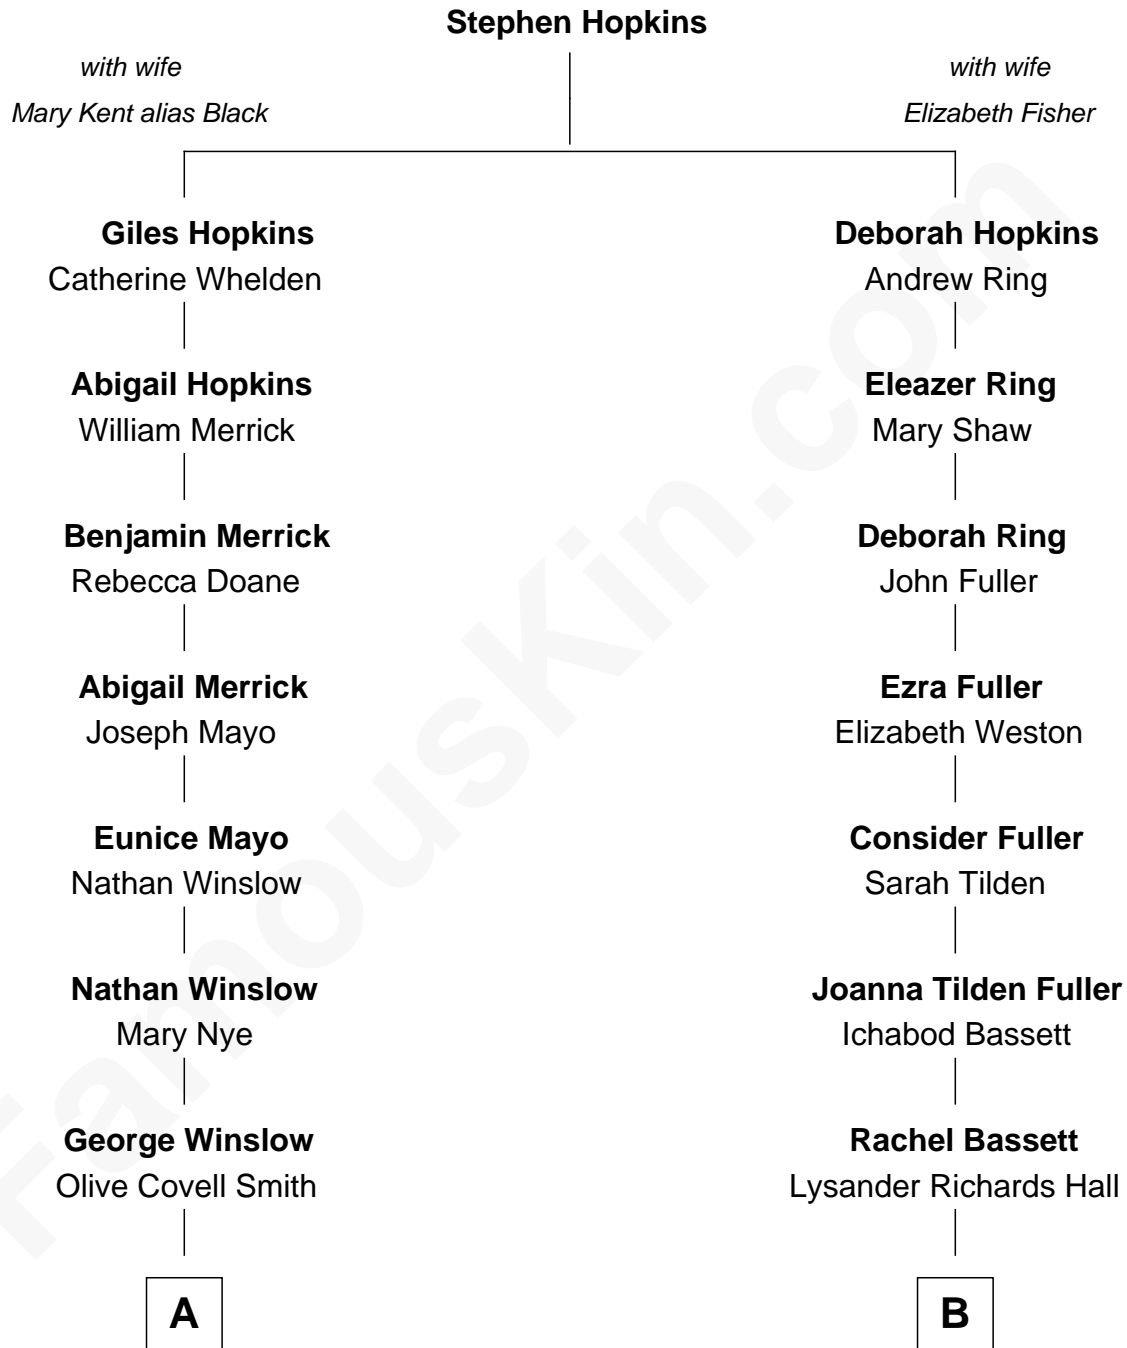 Stephen Hopkins
with wife
Mary Kent alias Black
with wife
Elizabeth Fisher
Giles Hopkins
Catherine Whelden
Deborah Hopkins
Andrew Ring
Abigail Hopkins
William Merrick
Eleazer Ring
Mary Shaw
Benjamin Merrick
Rebecca Doane
Deborah Ring
John Fuller
Abigail Merrick
Joseph Mayo
Ezra Fuller
Elizabeth Weston
Eunice Mayo
Nathan Winslow
Consider Fuller
Sarah Tilden
Nathan Winslow
Mary Nye
Joanna Tilden Fuller
Ichabod Bassett
George Winslow
Olive Covell Smith
Rachel Bassett
Lysander Richards Hall
A
B
FamousKin.com